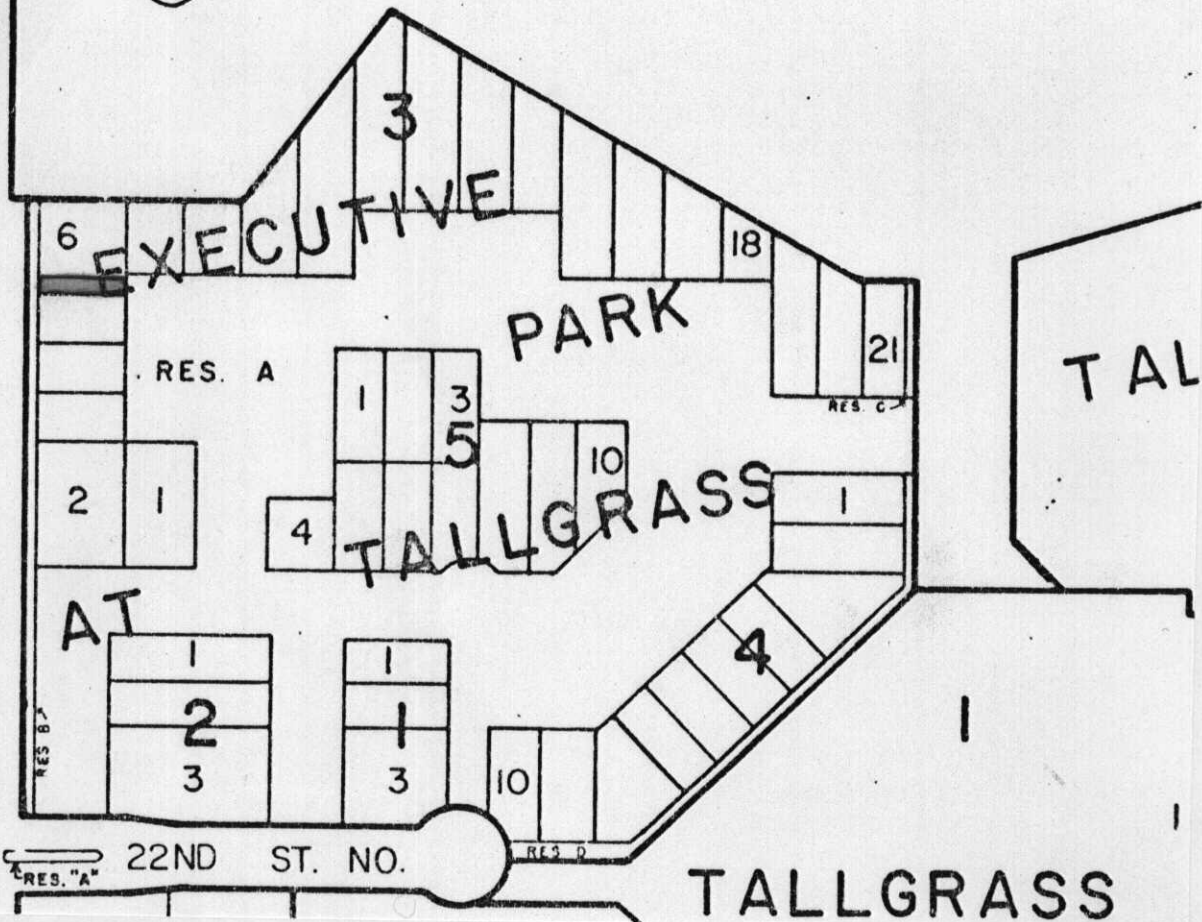 3
6
EXECUTIVE
18
PARK
21
TAL
RES. A
1
3
RES. C
5
10
2
1
4
TALLGRASS
1
AT
1
1
4
2
1
1
RES B
3
3
10
1
22ND ST. NO.
RES D
RES. "A"
TALLGRASS